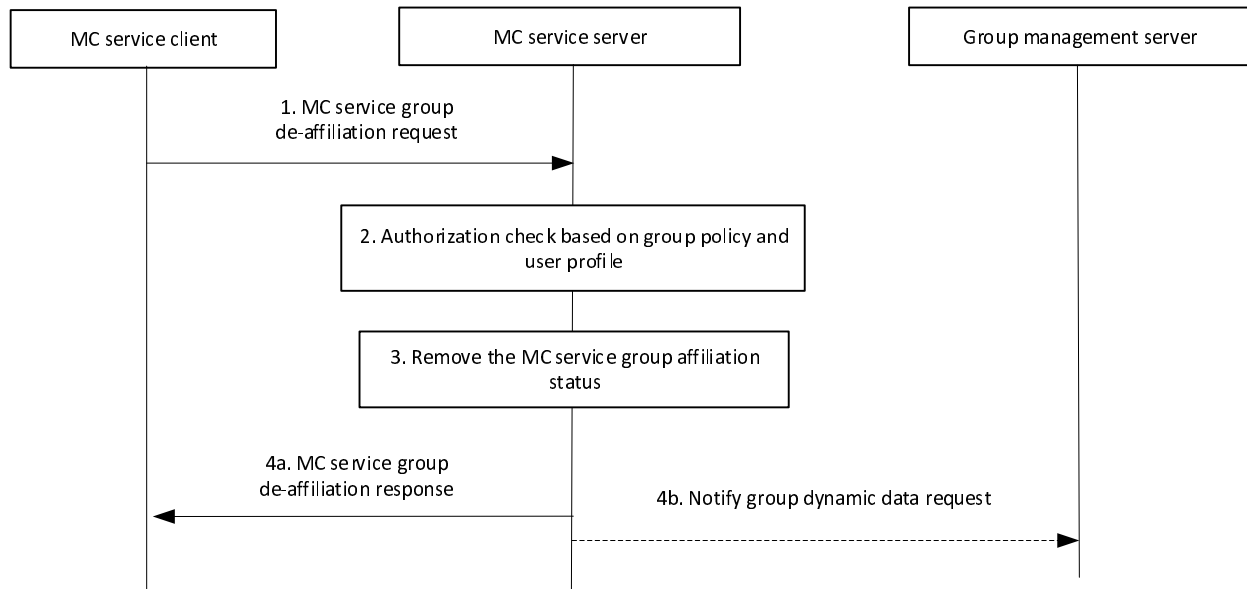 MC service client
MC service server
Group management server
1. MC service group
de-affiliation request
2. Authorization check based on group policy and
user profile
3. Remove the MC service group affiliation
status
4a. MC service group
de-affiliation response
4b. Notify group dynamic data request